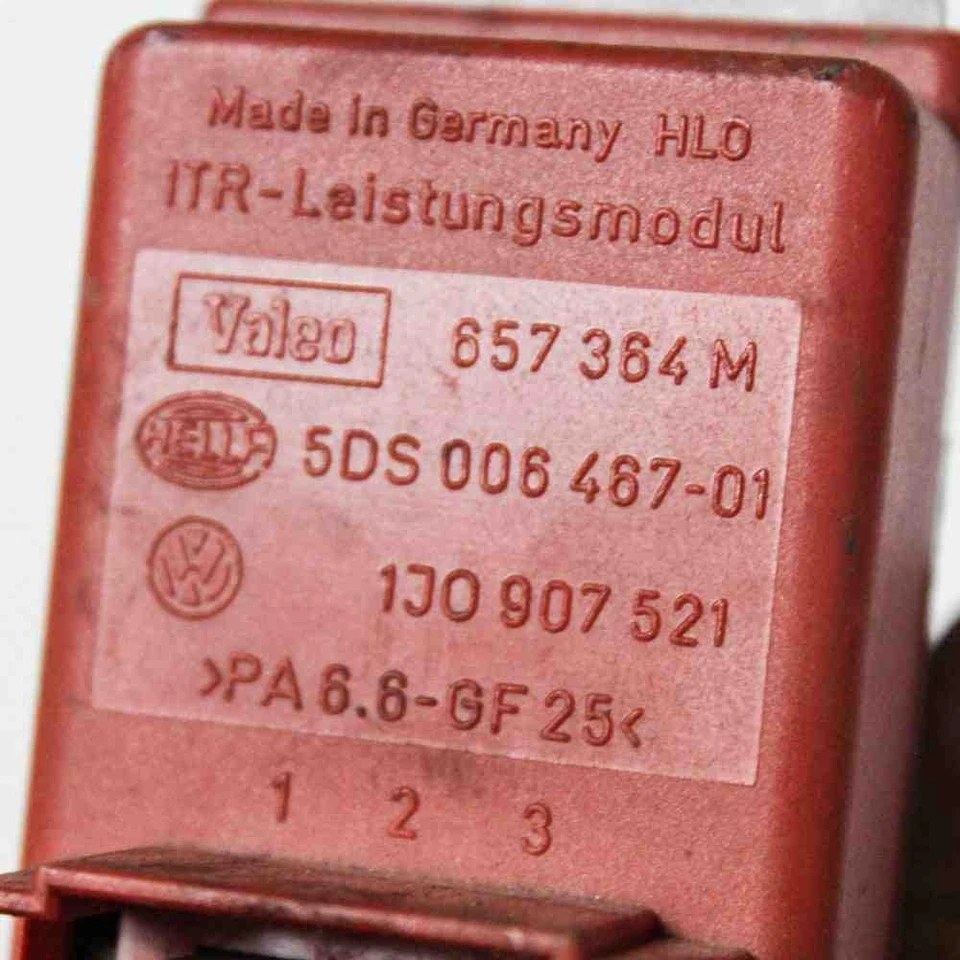 Made in Germany HLO
ITR-Leistungsmodul
Valeo 657 364 M
HELLA 5DS 006 467-01
VW 1J0 907 521
>PA 6.6-GF 25<
1 2 3